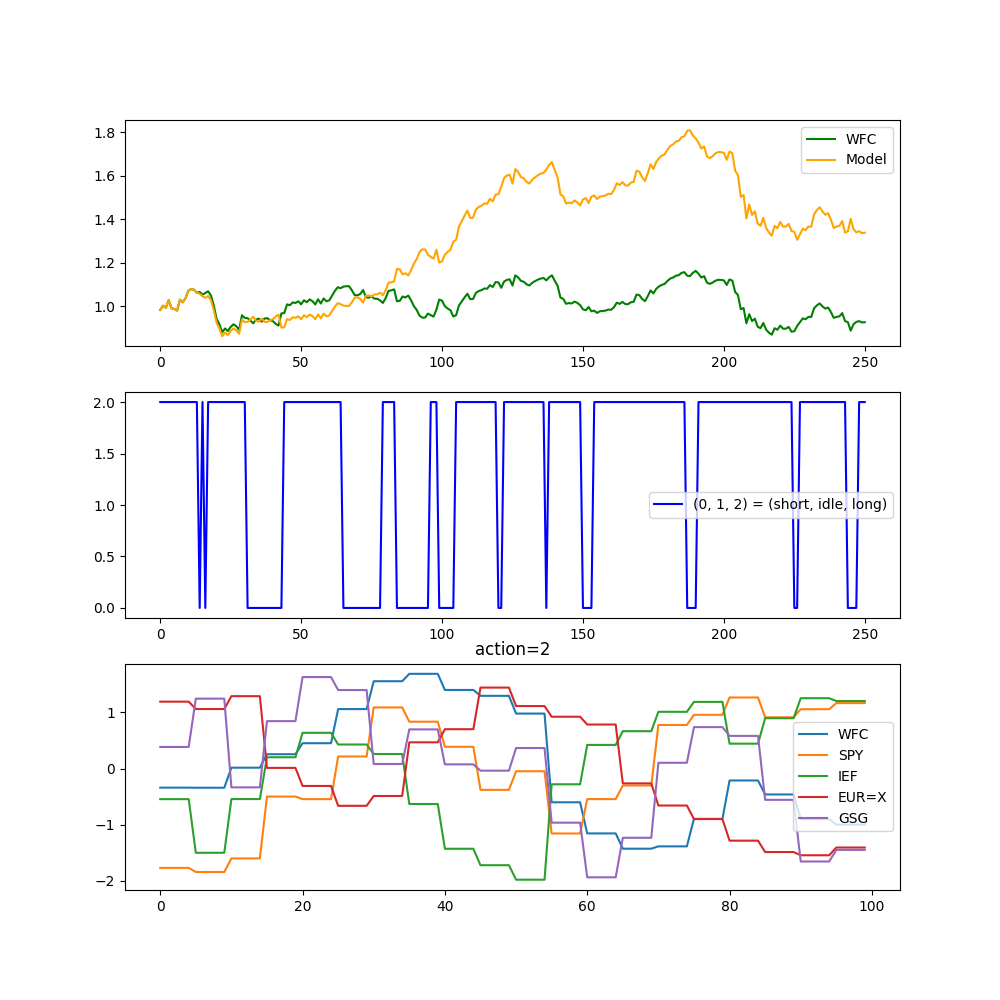 1.8
1.6
1.4
1.2
1.0
WFC
Model
0 50 100 150 200 250
2.0
1.5
1.0
0.5
0.0
(0, 1, 2) = (short, idle, long)
0 50 100 150 200 250
action=2
1
0
−1
−2
WFC
SPY
IEF
EUR=X
GSG
0 20 40 60 80 100